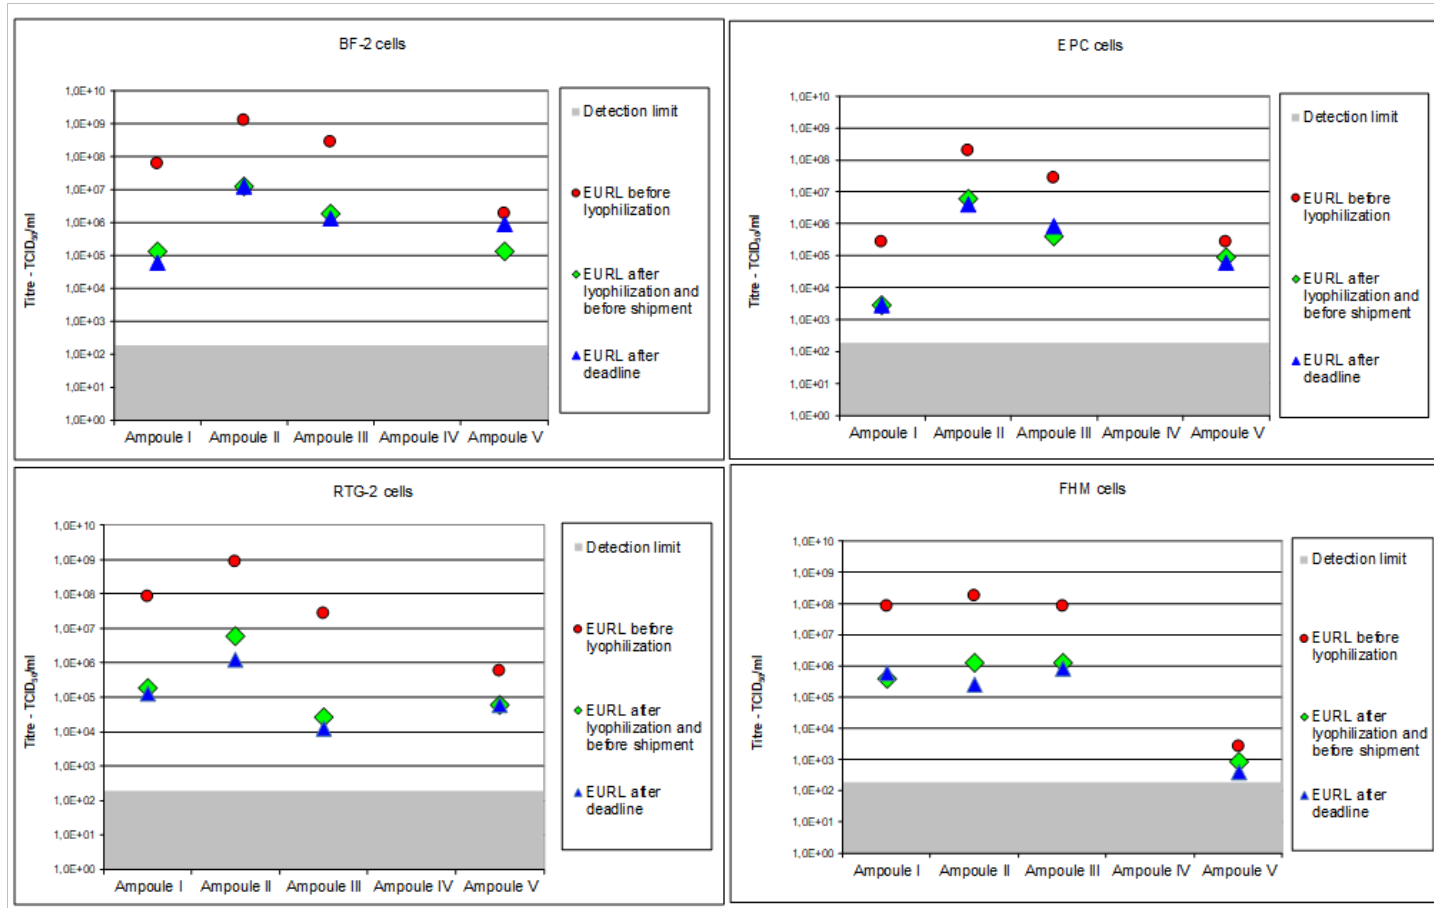 BF-2 cells
Titre - TCID50/ml
1,0E+10
1,0E+09
1,0E+08
1,0E+07
1,0E+06
1,0E+05
1,0E+04
1,0E+03
1,0E+02
1,0E+01
1,0E+00
Ampoule I Ampoule II Ampoule III Ampoule IV Ampoule V
Detection limit
EURL before
lyophilization
EURL after
lyophilization and
before shipment
EURL after
deadline
EPC cells
Titre - TCID50/ml
1,0E+10
1,0E+09
1,0E+08
1,0E+07
1,0E+06
1,0E+05
1,0E+04
1,0E+03
1,0E+02
1,0E+01
1,0E+00
Ampoule I Ampoule II Ampoule III Ampoule IV Ampoule V
Detection limit
EURL before
lyophilization
EURL after
lyophilization and
before shipment
EURL after
deadline
RTG-2 cells
Titre - TCID50/ml
1,0E+10
1,0E+09
1,0E+08
1,0E+07
1,0E+06
1,0E+05
1,0E+04
1,0E+03
1,0E+02
1,0E+01
1,0E+00
Ampoule I Ampoule II Ampoule III Ampoule IV Ampoule V
Detection limit
EURL before
lyophilization
EURL after
lyophilization and
before shipment
EURL after
deadline
FHM cells
Titre - TCID50/ml
1,0E+10
1,0E+09
1,0E+08
1,0E+07
1,0E+06
1,0E+05
1,0E+04
1,0E+03
1,0E+02
1,0E+01
1,0E+00
Ampoule I Ampoule II Ampoule III Ampoule IV Ampoule V
Detection limit
EURL before
lyophilization
EURL after
lyophilization and
before shipment
EURL after
deadline